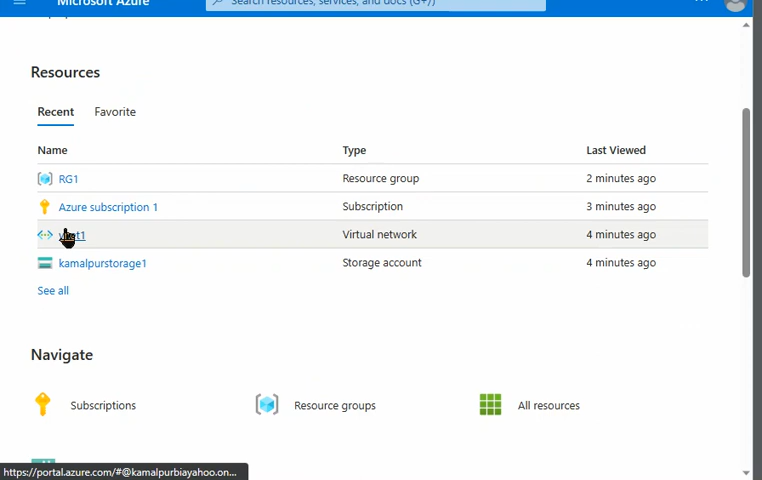 Microsoft Azure
Search resources, services, and docs (G+/)
Resources
Recent Favorite
Name Type Last Viewed
RG1 Resource group 2 minutes ago
Azure subscription 1 Subscription 3 minutes ago
Virtual network 4 minutes ago
kamalpurstorage1 Storage account 4 minutes ago
See all
Navigate
Subscriptions Resource groups All resources
https://portal.azure.com/#@kamalpurbiayahoo.on...